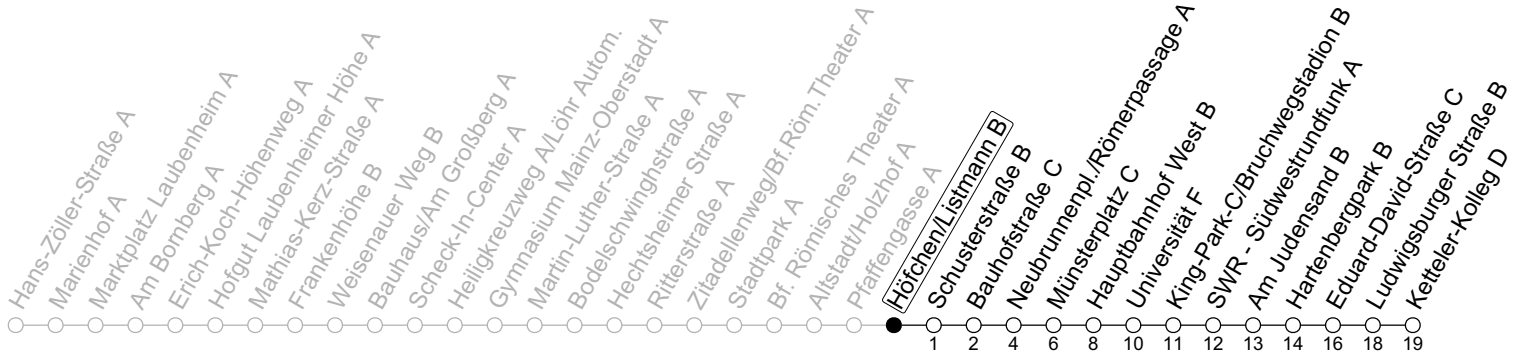 Hans-Zöller-Straße A
Marienhof A
Marktplatz Laubenheim A
Am Bomberg A
Erich-Koch-Höhenweg A
Hofgut Laubenheimer Höhe A
Mathias-Kerz-Straße A
Frankenhöhe B
Weisenauer Weg B
Bauhaus/Am Großberg A
Scheck-In-Center A
Heiligkreuzweg A/Löhr Autom.
Gymnasium Mainz-Oberstadt A
Martin-Luther-Straße A
Bodelschwinghstraße A
Hechtsheimer Straße A
Ritterstraße A
Zitadellenweg/Bf.Röm.Theater A
Stadtpark A
Bf. Römisches Theater A
Altstadt/Holzhof A
Pfaffengasse A
Höfchen/Listmann B
Schusterstraße B
Bauhofstraße C
Neubrunnenpl./Römerpassage A
Münsterplatz C
Hauptbahnhof West B
Universität F
King-Park-C/Bruchwegstadion B
SWR - Südwestrundfunk A
Am Judensand B
Hartenbergpark B
Eduard-David-Straße C
Ludwigsburger Straße B
Ketteler-Kolleg D
1 2 4 6 8 10 11 12 13 14 16 18 19